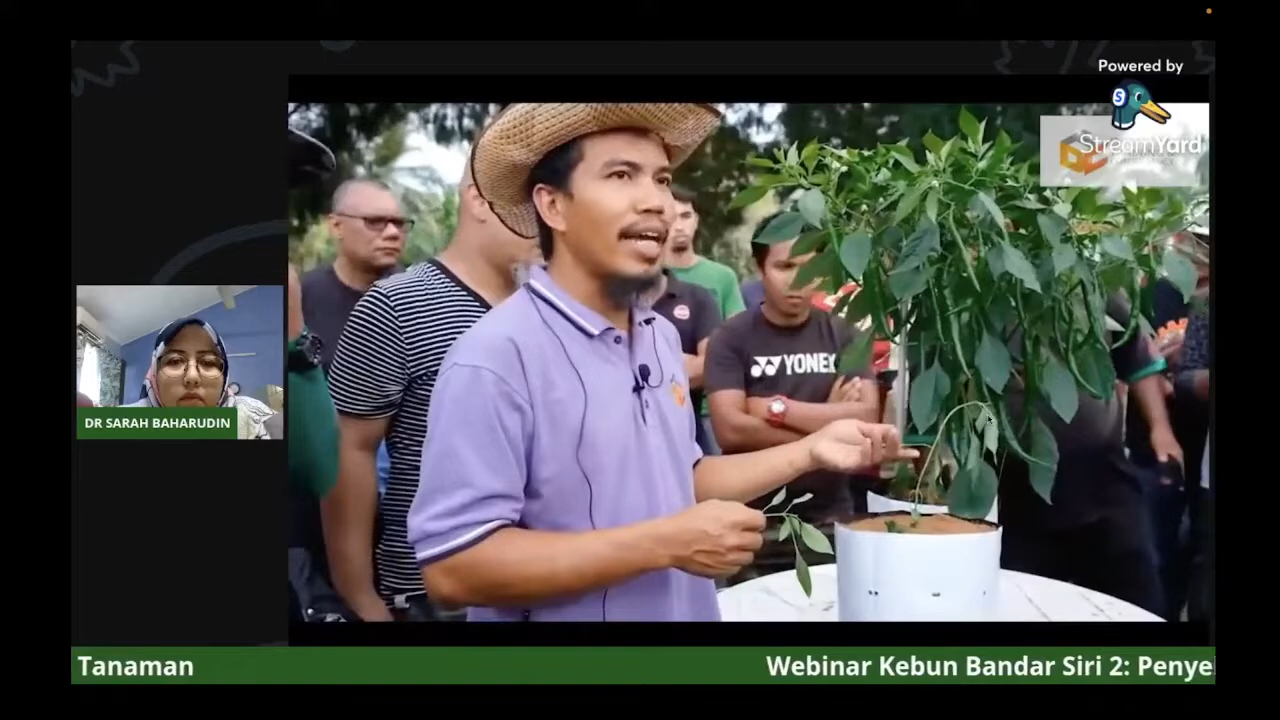 Powered by
StreamYard
YONEX
DR SARAH BAHARUDIN
Tanaman
Webinar Kebun Bandar Siri 2: Penye